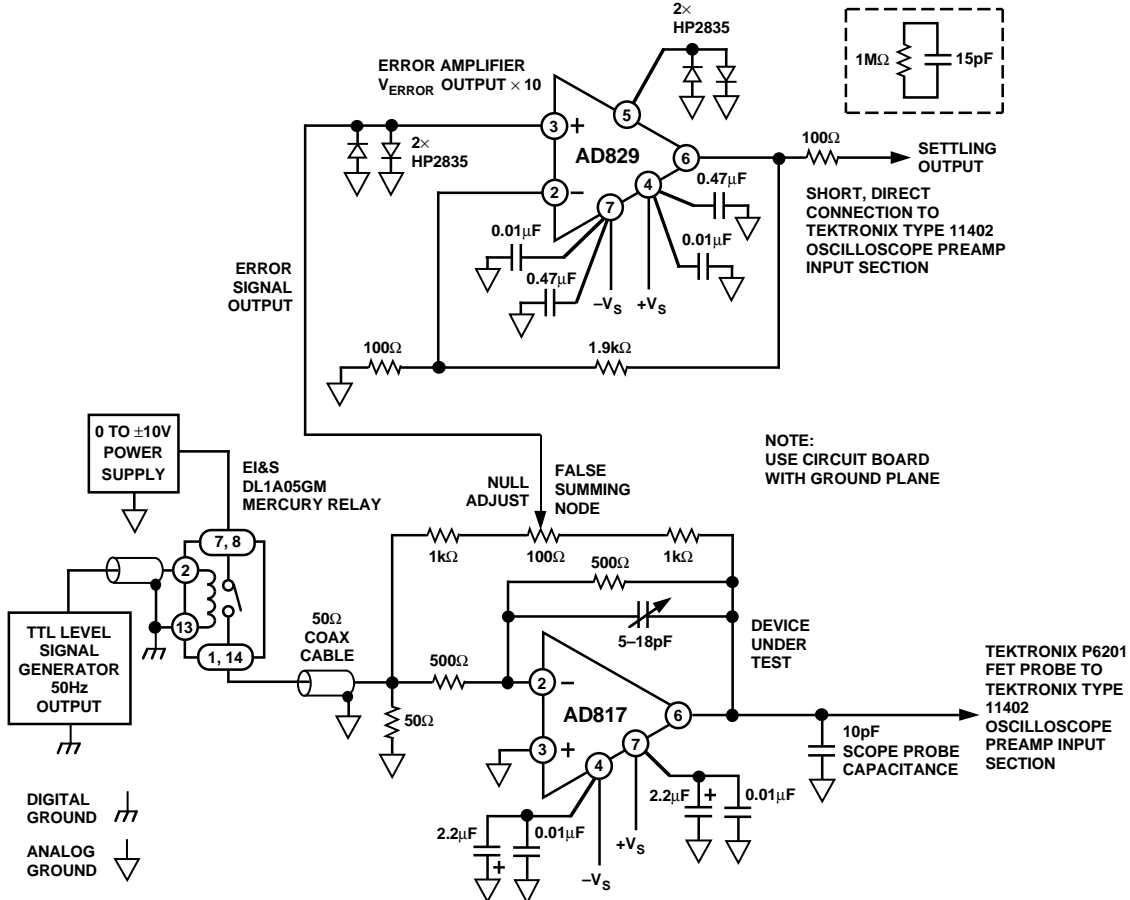 2×
HP2835
1MΩ
15pF
ERROR AMPLIFIER
VERROR OUTPUT × 10
5
3
+
2×
HP2835
AD829
6
100Ω
SETTLING
OUTPUT
2
–
4
7
0.47μF
0.01μF
0.01μF
0.47μF
–VS
+VS
SHORT, DIRECT
CONNECTION TO
TEKTRONIX TYPE 11402
OSCILLOSCOPE PREAMP
INPUT SECTION
ERROR
SIGNAL
OUTPUT
100Ω
1.9kΩ
0 TO ±10V
POWER
SUPPLY
EI&S
DL1A05GM
MERCURY RELAY
NULL
ADJUST
FALSE
SUMMING
NODE
NOTE:
USE CIRCUIT BOARD
WITH GROUND PLANE
7, 8
1kΩ
100Ω
1kΩ
2
500Ω
13
5–18pF
DEVICE
UNDER
TEST
TTL LEVEL
SIGNAL
GENERATOR
50Hz
OUTPUT
1, 14
50Ω
COAX
CABLE
500Ω
2
–
AD817
6
TEKTRONIX P6201
FET PROBE TO
TEKTRONIX TYPE
11402
OSCILLOSCOPE
PREAMP INPUT
SECTION
50Ω
3
+
7
4
10pF
SCOPE PROBE
CAPACITANCE
2.2μF
+
0.01μF
2.2μF
+
0.01μF
+VS
–VS
DIGITAL
GROUND
ANALOG
GROUND